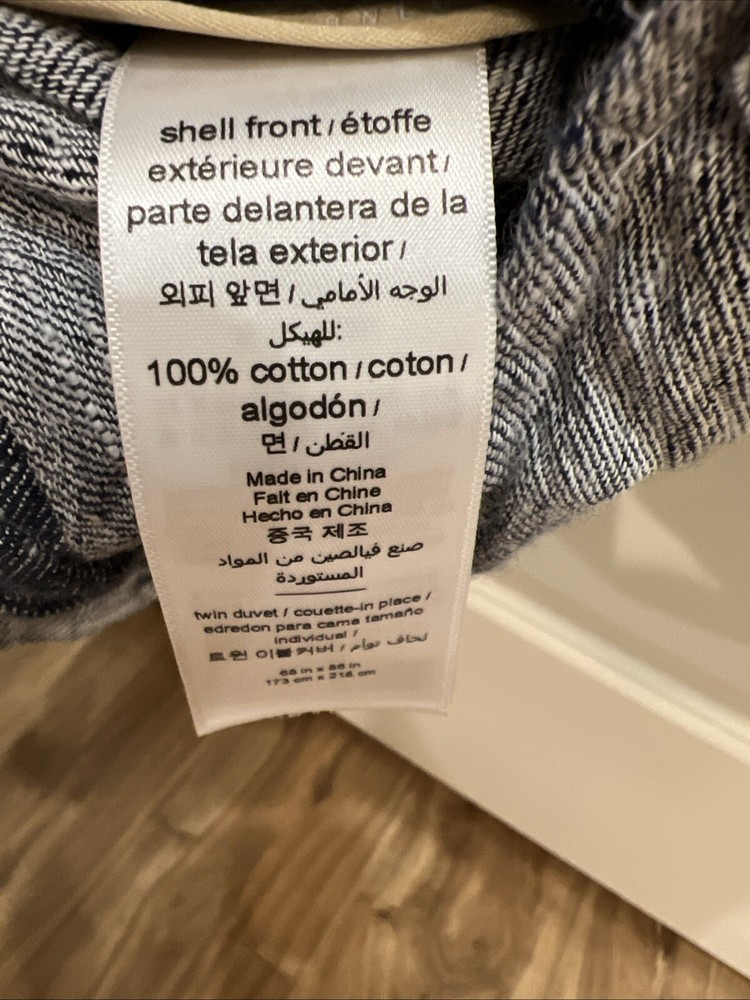 shell front / étoffe
extérieure devant /
parte delantera de la
tela exterior /
외피 앞면 / الوجه الأمامي
للهيكل:
100% cotton / coton /
algodón /
면 / القطن
Made in China
Fait en Chine
Hecho en China
중국 제조
صنع فيالصين من المواد
المستوردة
twin duvet / couette-in place /
edredon para cama tamaño
individual /
트윈 이불 커버 / لحاف توأم
68 in x 86 in
173 cm x 218 cm